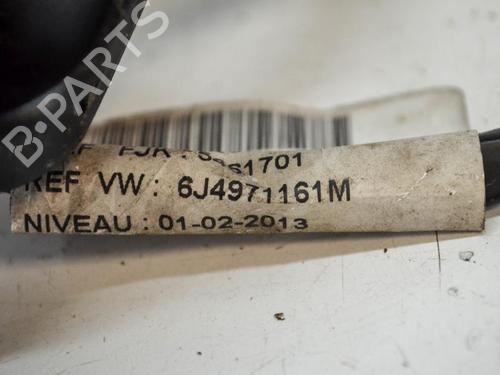 B-PARTS
REF VW : 6J4971161M
NIVEAU : 01-02-2013